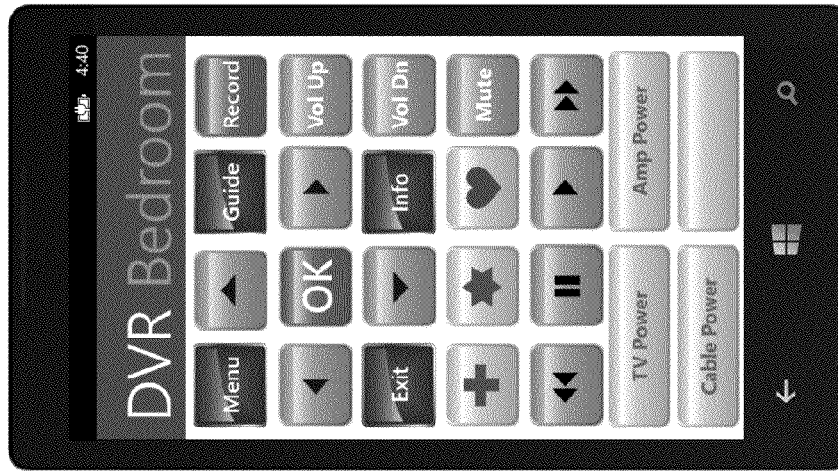 4:40
DVR Bedroom
Menu Guide Record
OK Vol Up
Exit Info Vol Dn
Mute
TV Power Amp Power
Cable Power